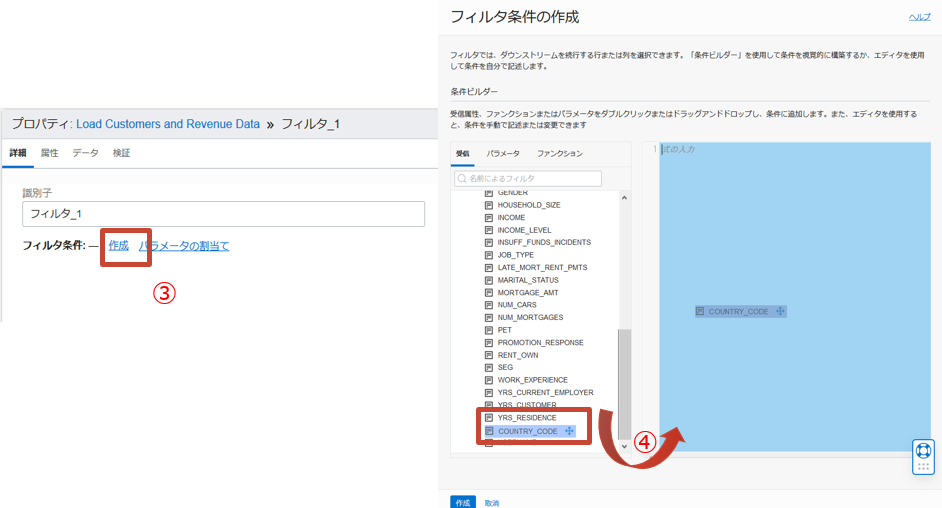 プロパティ: Load Customers and Revenue Data » フィルタ_1
詳細 属性 データ 検証
識別子
フィルタ_1
フィルタ条件: — 作成 パラメータの割当て
③
フィルタ条件の作成
ヘルプ
フィルタでは、ダウンストリームを続行する行または列を選択できます。「条件ビルダー」を使用して条件を視覚的に構築するか、エディタを使用
して条件を自分で記述します。
条件ビルダー
受信属性、ファンクションまたはパラメータをダブルクリックまたはドラッグアンドドロップし、条件に追加します。また、エディタを使用する
と、条件を手動で記述または変更できます
受信 パラメータ ファンクション
名前によるフィルタ
GENDER
HOUSEHOLD_SIZE
INCOME
INCOME_LEVEL
INSUFF_FUNDS_INCIDENTS
JOB_TYPE
LATE_MORT_RENT_PMTS
MARITAL_STATUS
MORTGAGE_AMT
NUM_CARS
NUM_MORTGAGES
PET
PROMOTION_RESPONSE
RENT_OWN
SEG
WORK_EXPERIENCE
YRS_CURRENT_EMPLOYER
YRS_CUSTOMER
YRS_RESIDENCE
COUNTRY_CODE
1 式の入力
COUNTRY_CODE
④
作成 取消